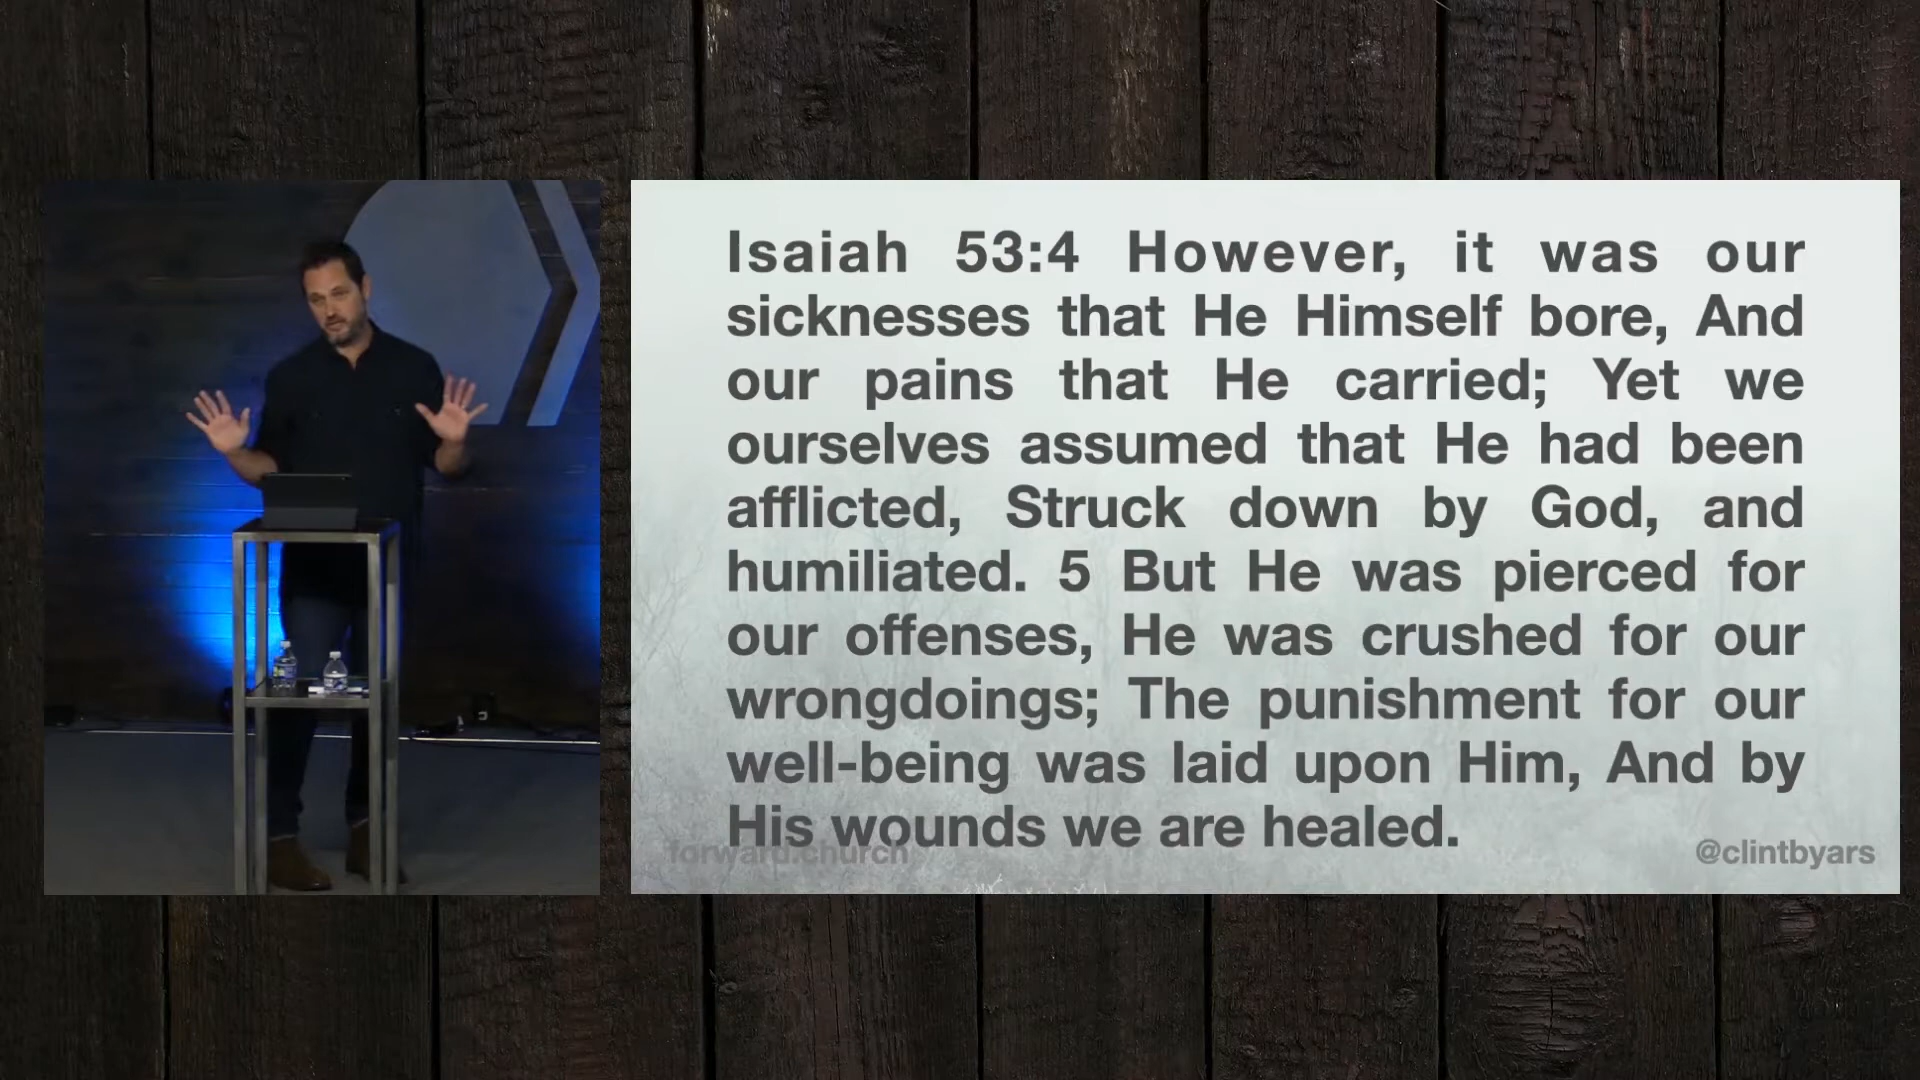 Isaiah 53:4 However, it was our
sicknesses that He Himself bore, And
our pains that He carried; Yet we
ourselves assumed that He had been
afflicted, Struck down by God, and
humiliated. 5 But He was pierced for
our offenses, He was crushed for our
wrongdoings; The punishment for our
well-being was laid upon Him, And by
His wounds we are healed.
forward.church
@clintbyars